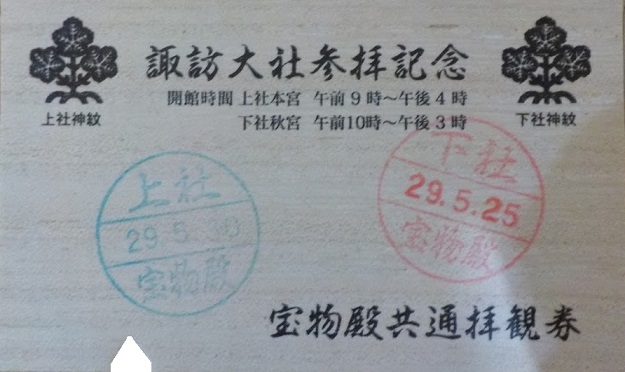 諏訪大社参拝記念
開館時間 上社本宮 午前9時～午後4時
下社秋宮 午前10時～午後3時
上社神紋
下社神紋
上社
29.5.30
宝物殿
下社
29.5.25
宝物殿
宝物殿共通拝観券